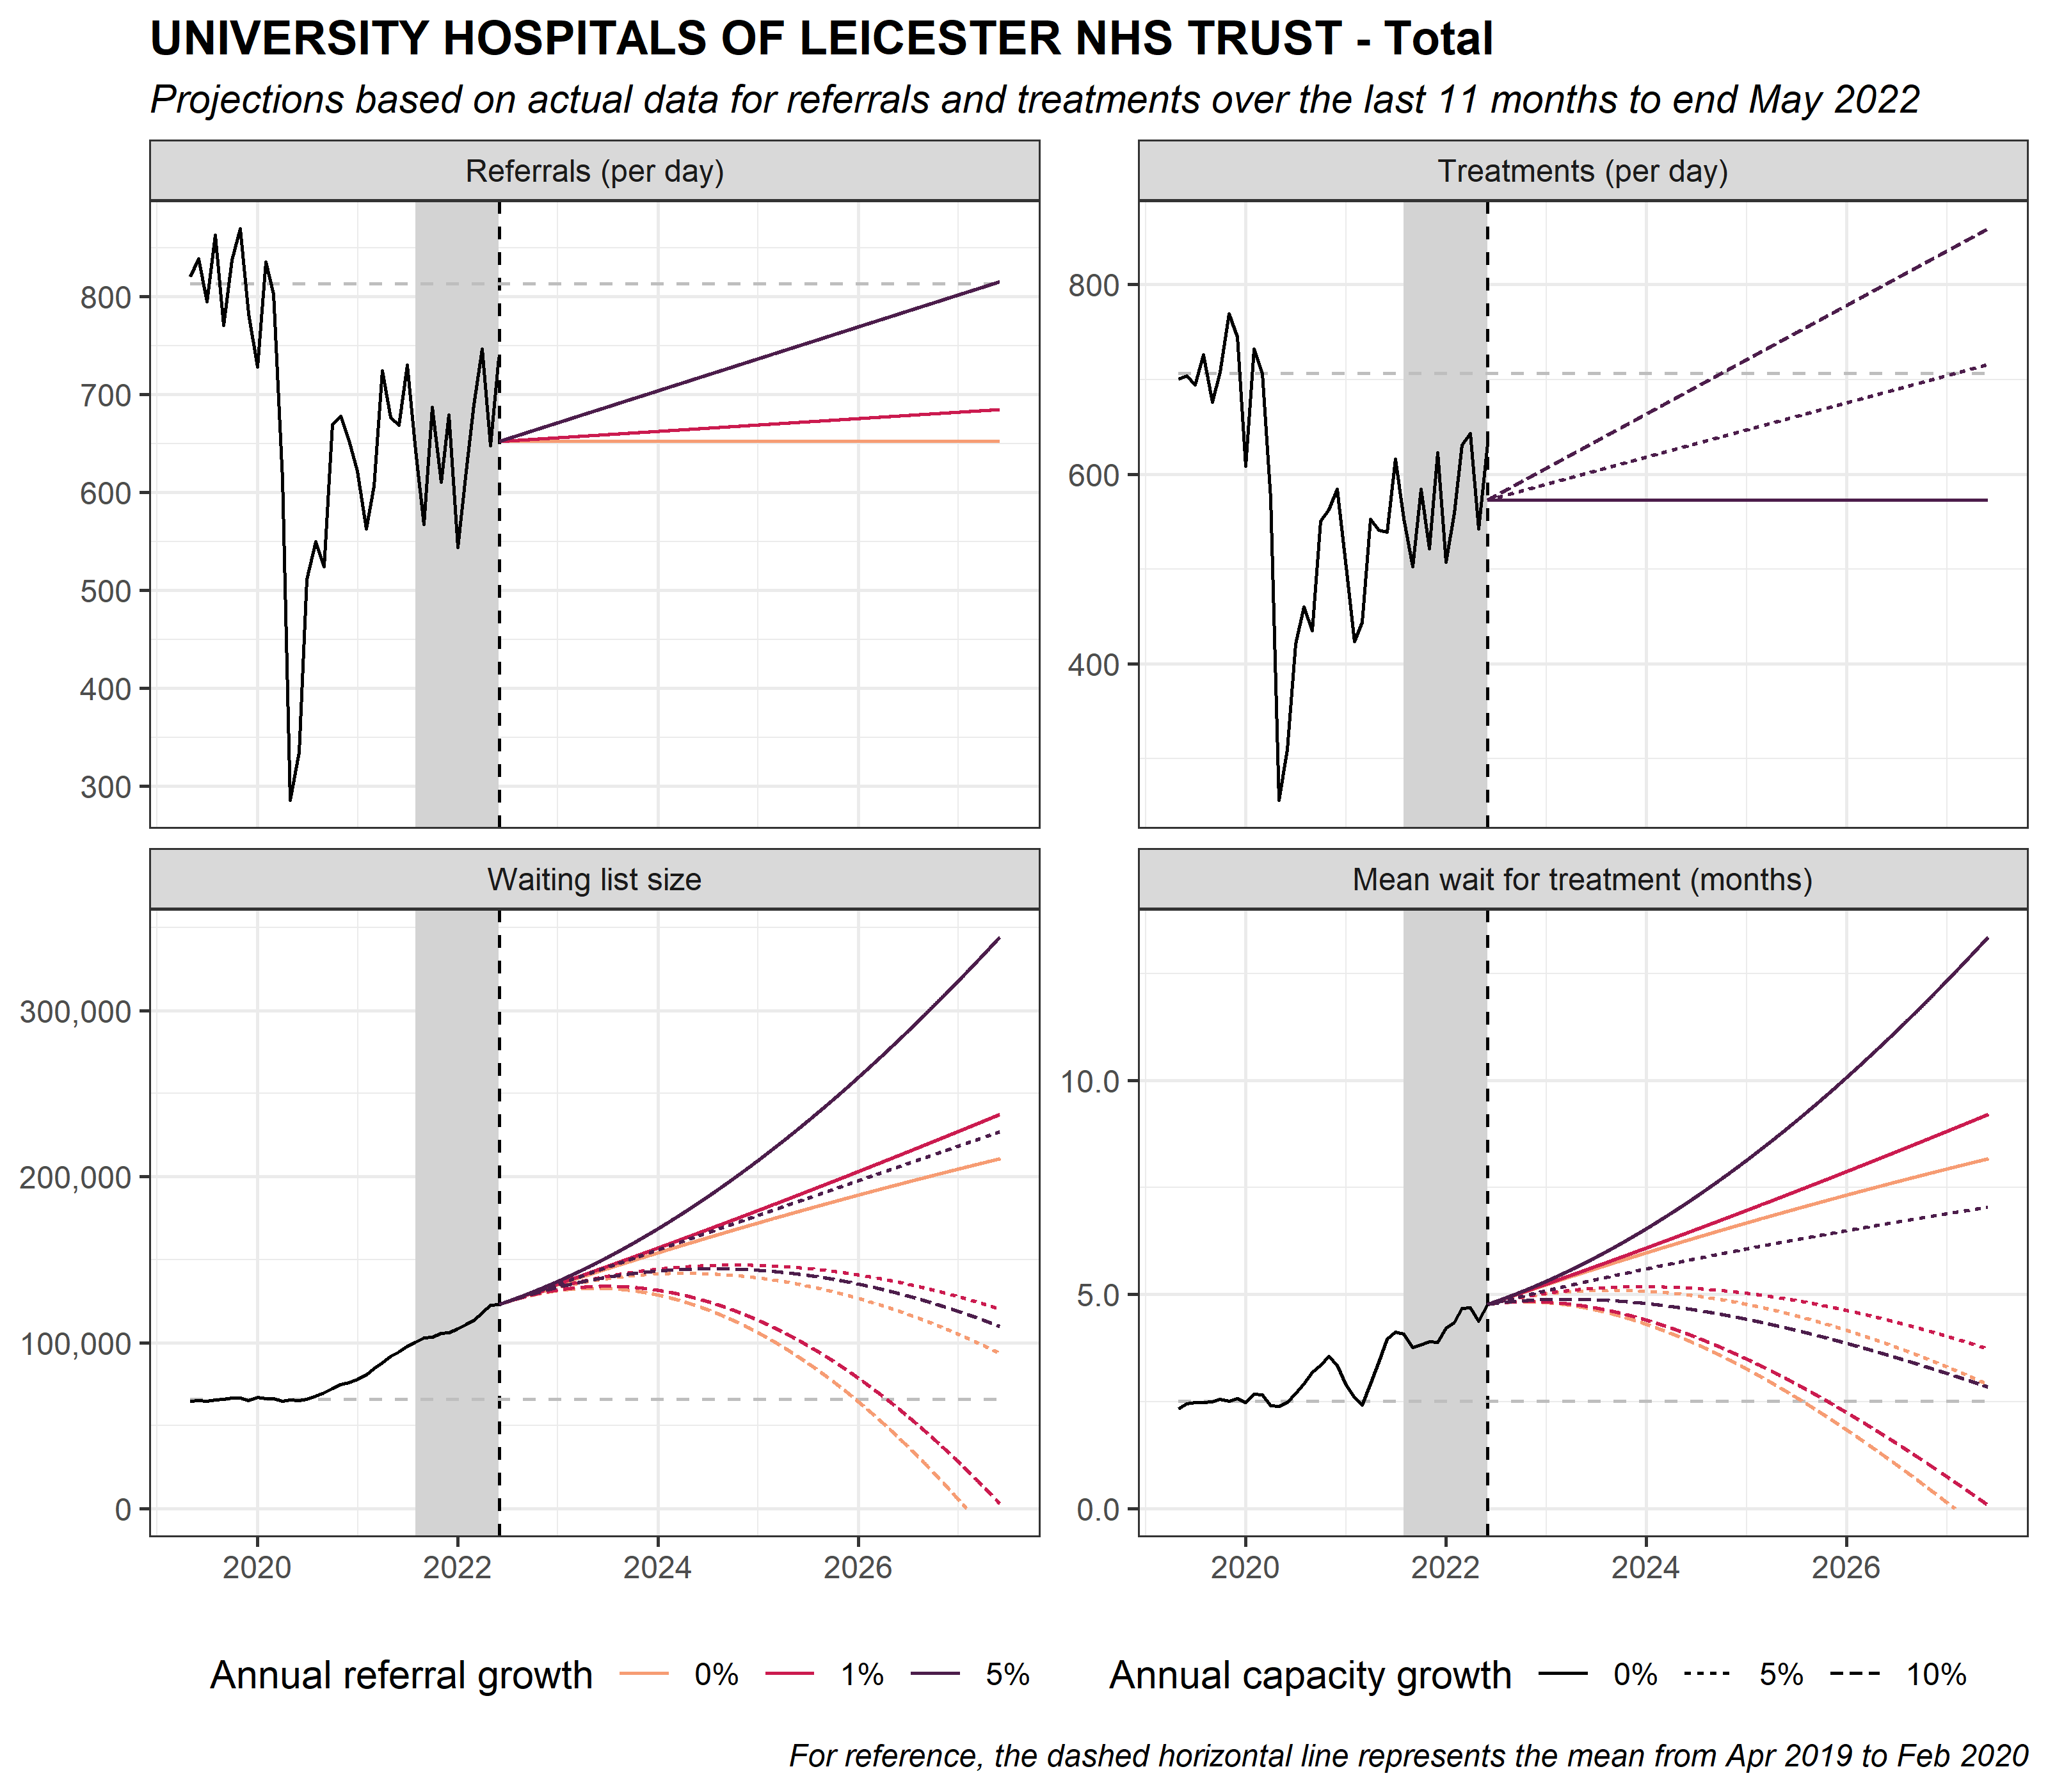 UNIVERSITY HOSPITALS OF LEICESTER NHS TRUST - Total
Projections based on actual data for referrals and treatments over the last 11 months to end May 2022
Referrals (per day)
800
700
600
500
400
300
Treatments (per day)
800
600
400
Waiting list size
300,000
200,000
100,000
0
2020 2022 2024 2026
Mean wait for treatment (months)
10.0
5.0
0.0
2020 2022 2024 2026
Annual referral growth 0% 1% 5%
Annual capacity growth 0% 5% 10%
For reference, the dashed horizontal line represents the mean from Apr 2019 to Feb 2020